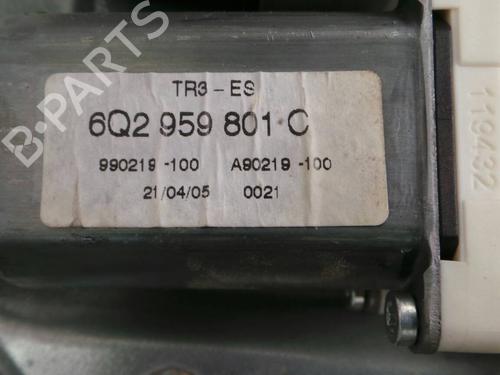 B-PARTS
TR3-ES
6Q2 959 801 C
990219 -100 A90219 -100
21/04/05 0021
119432